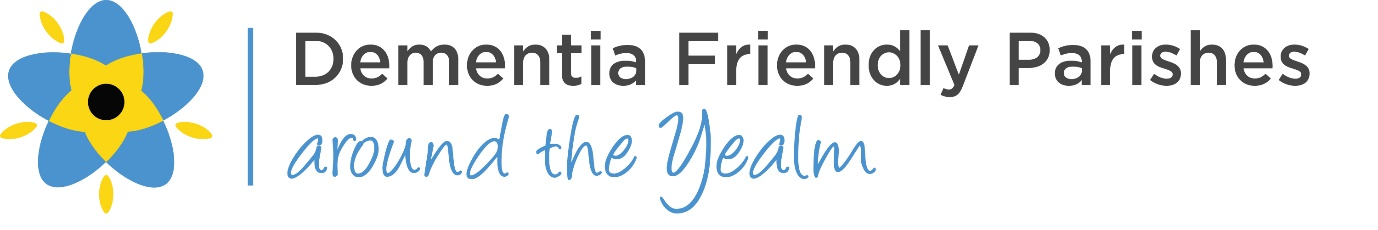 Dementia Friendly Parishes
around the Yealm